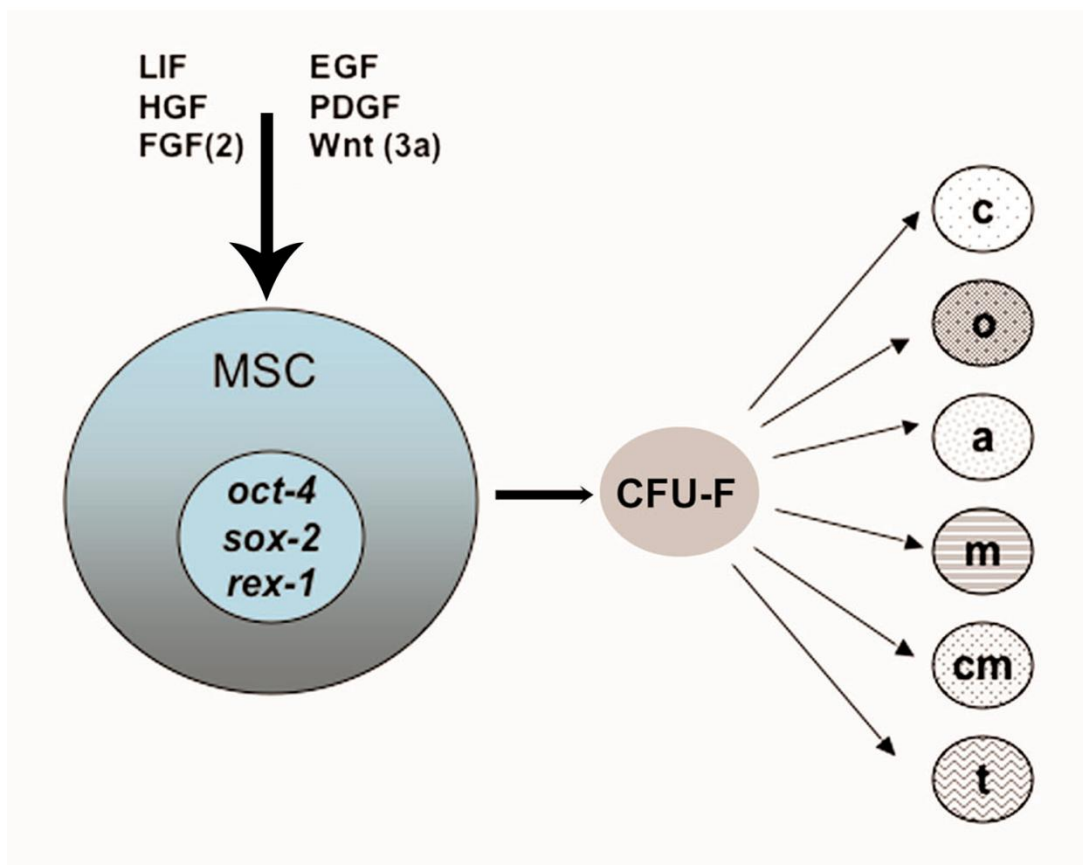 LIF
HGF
FGF(2)
EGF
PDGF
Wnt (3a)
MSC
oct-4
sox-2
rex-1
CFU-F
c
o
a
m
cm
t